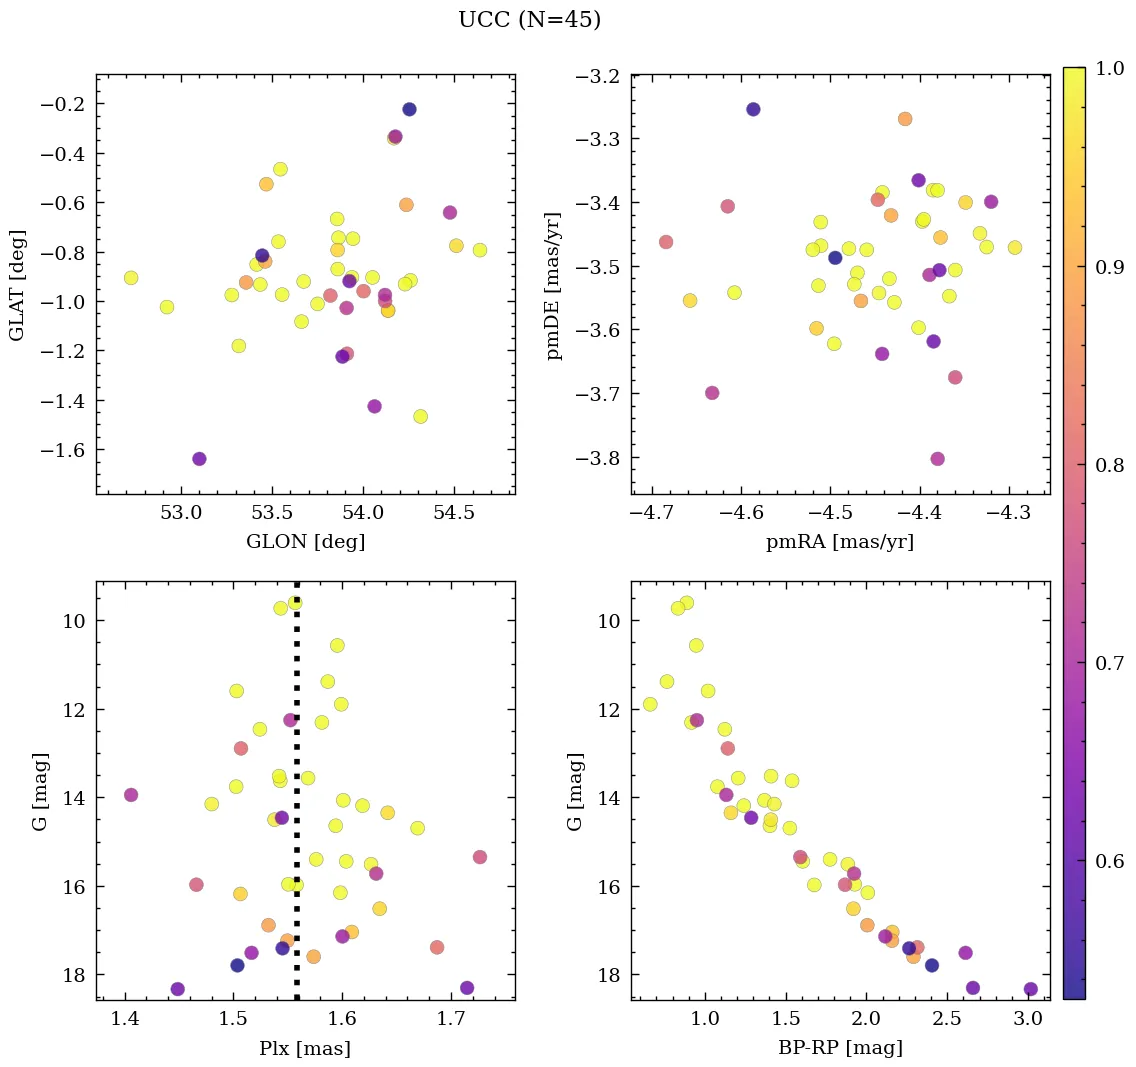 UCC (N=45)
−0.2
−0.4
−0.6
−0.8
−1.0
−1.2
−1.4
−1.6
GLAT [deg]
53.0 53.5 54.0 54.5
GLON [deg]
−3.2
−3.3
−3.4
−3.5
−3.6
−3.7
−3.8
pmDE [mas/yr]
−4.7 −4.6 −4.5 −4.4 −4.3
pmRA [mas/yr]
10
12
14
16
18
G [mag]
1.4 1.5 1.6 1.7
Plx [mas]
10
12
14
16
18
G [mag]
1.0 1.5 2.0 2.5 3.0
BP-RP [mag]
1.0
0.9
0.8
0.7
0.6